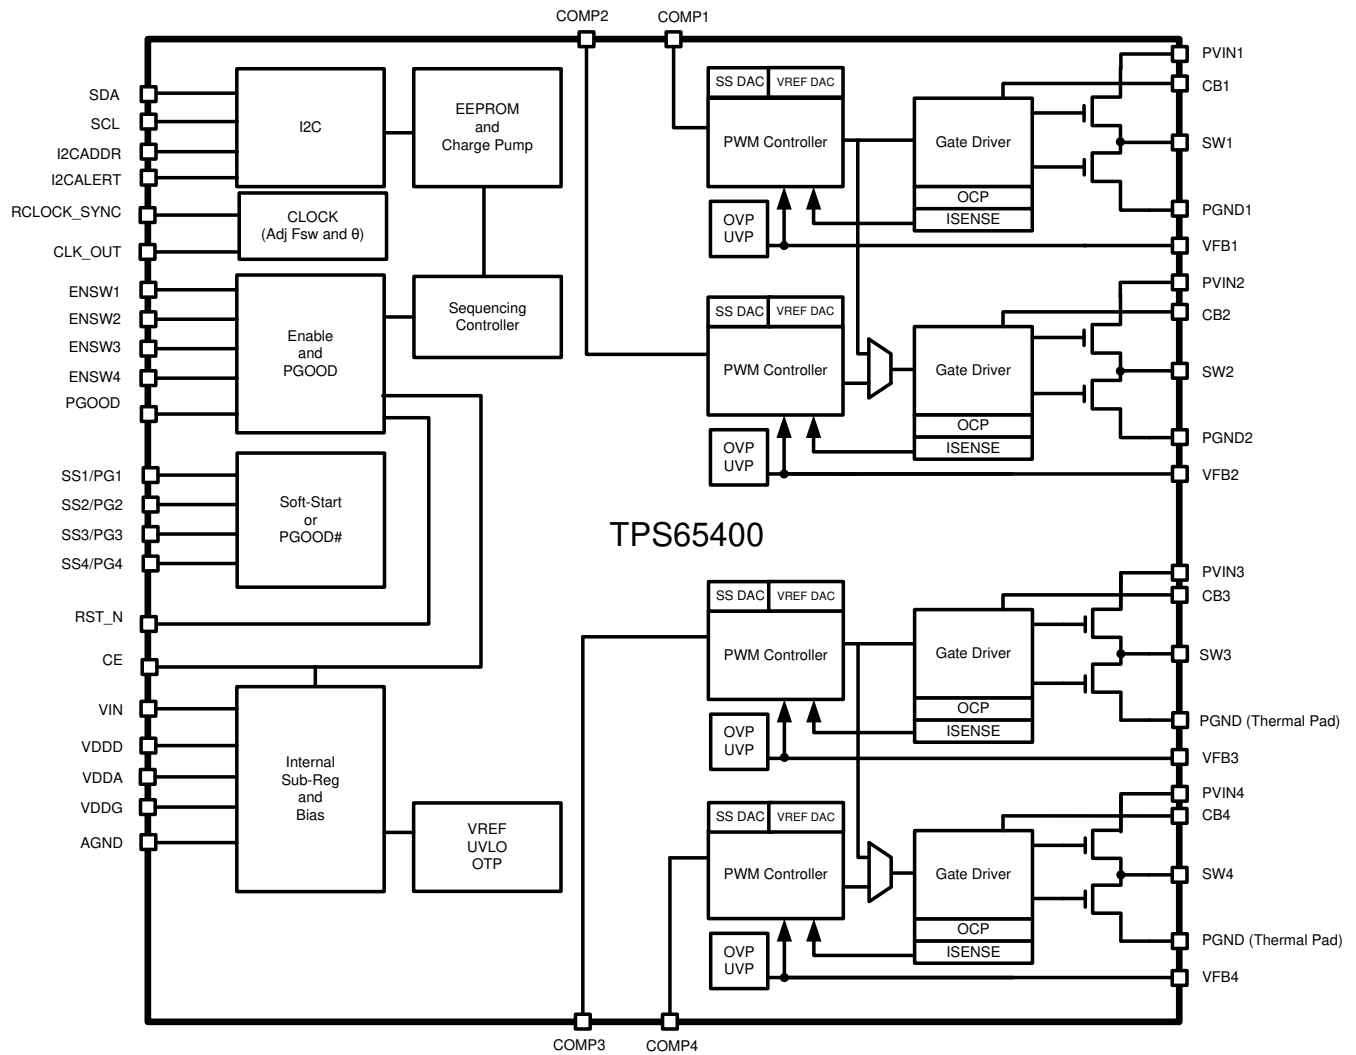 COMP2
COMP1
SDA
SCL
I2CADDR
I2CALERT
RCLOCK_SYNC
CLK_OUT
ENSW1
ENSW2
ENSW3
ENSW4
PGOOD
SS1/PG1
SS2/PG2
SS3/PG3
SS4/PG4
RST_N
CE
VIN
VDDD
VDDA
VDDG
AGND
I2C
EEPROM
and
Charge Pump
CLOCK
(Adj Fsw and θ)
Enable
and
PGOOD
Sequencing
Controller
Soft-Start
or
PGOOD#
Internal
Sub-Reg
and
Bias
VREF
UVLO
OTP
TPS65400
SS DAC
VREF DAC
PWM Controller
OVP
UVP
Gate Driver
OCP
ISENSE
PVIN1
CB1
SW1
PGND1
VFB1
SS DAC
VREF DAC
PWM Controller
OVP
UVP
Gate Driver
OCP
ISENSE
PVIN2
CB2
SW2
PGND2
VFB2
SS DAC
VREF DAC
PWM Controller
OVP
UVP
Gate Driver
OCP
ISENSE
PVIN3
CB3
SW3
PGND (Thermal Pad)
VFB3
SS DAC
VREF DAC
PWM Controller
OVP
UVP
Gate Driver
OCP
ISENSE
PVIN4
CB4
SW4
PGND (Thermal Pad)
VFB4
COMP3
COMP4